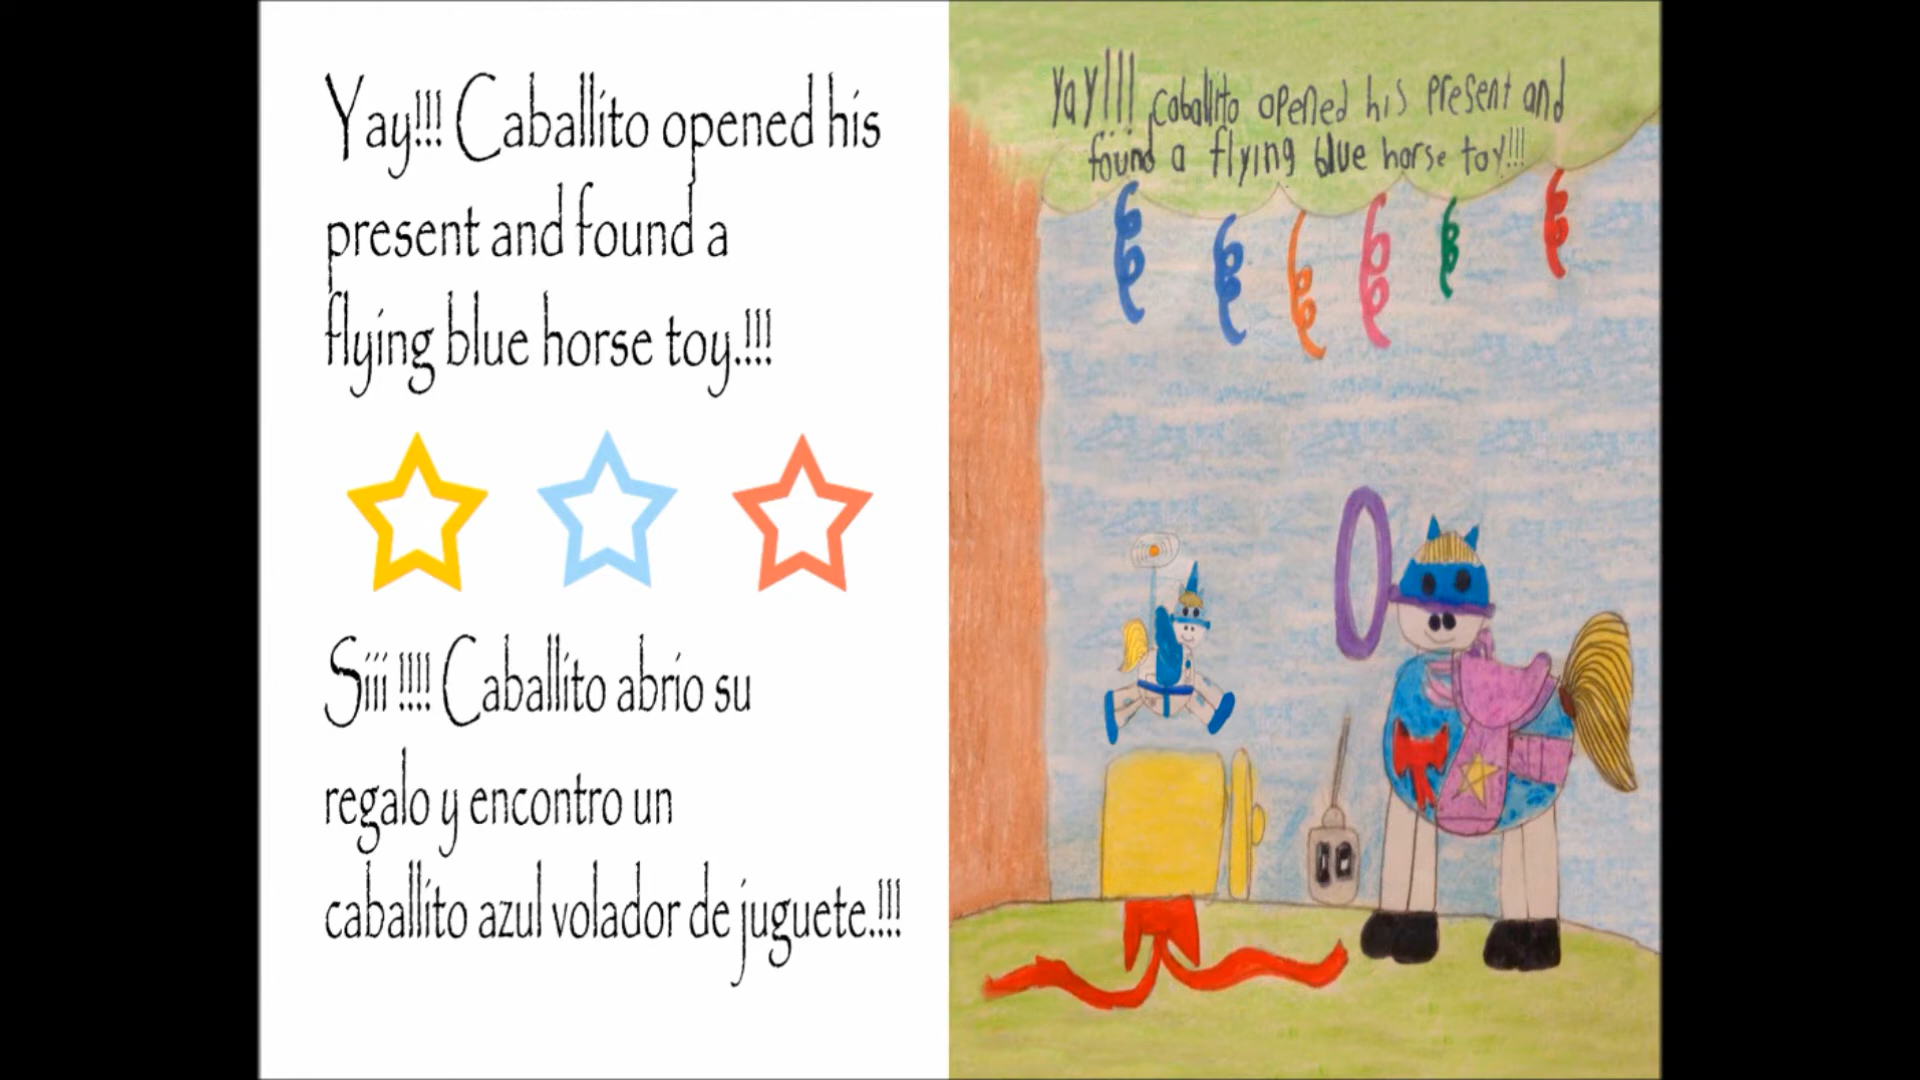 Yay!!! Caballito opened his
present and found a
flying blue horse toy.!!!
Siii !!!! Caballito abrio su
regalo y encontro un
caballito azul volador de juguete.!!!
Yay!!! Caballito opened his present and
found a flying blue horse toy!!!